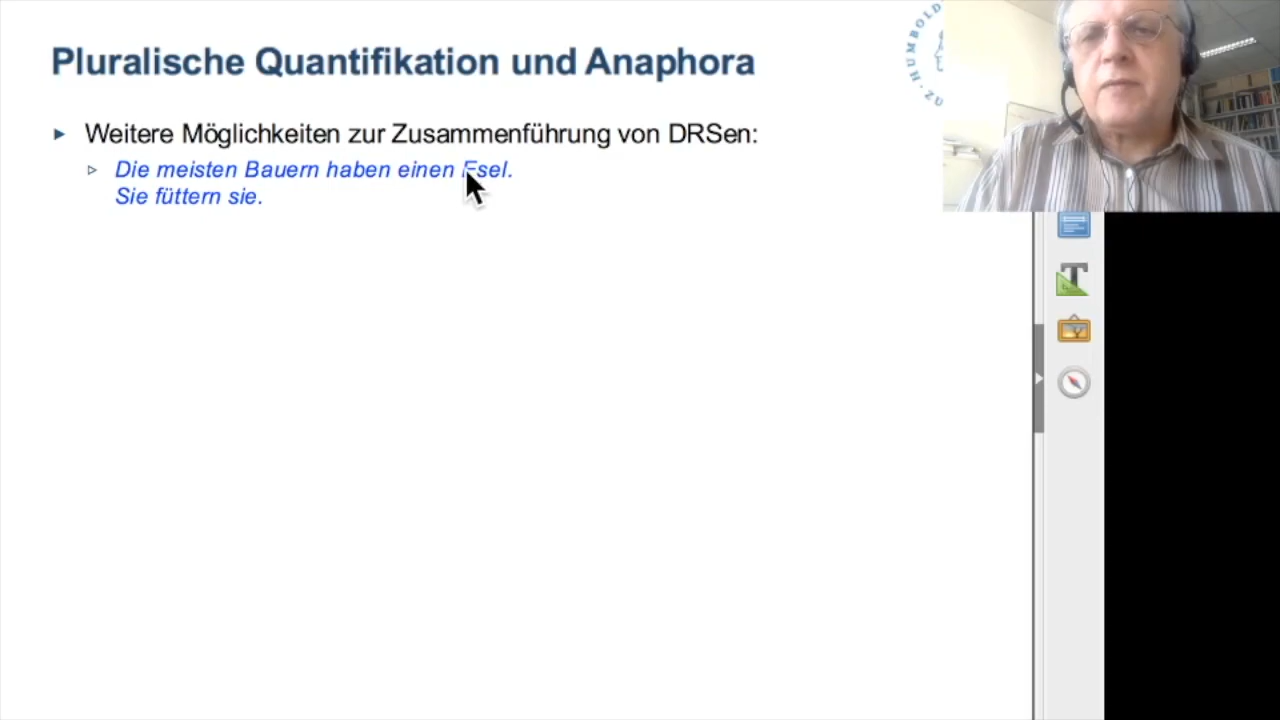 Pluralische Quantifikation und Anaphora
Weitere Möglichkeiten zur Zusammenführung von DRSen:
Die meisten Bauern haben einen Esel.
Sie füttern sie.